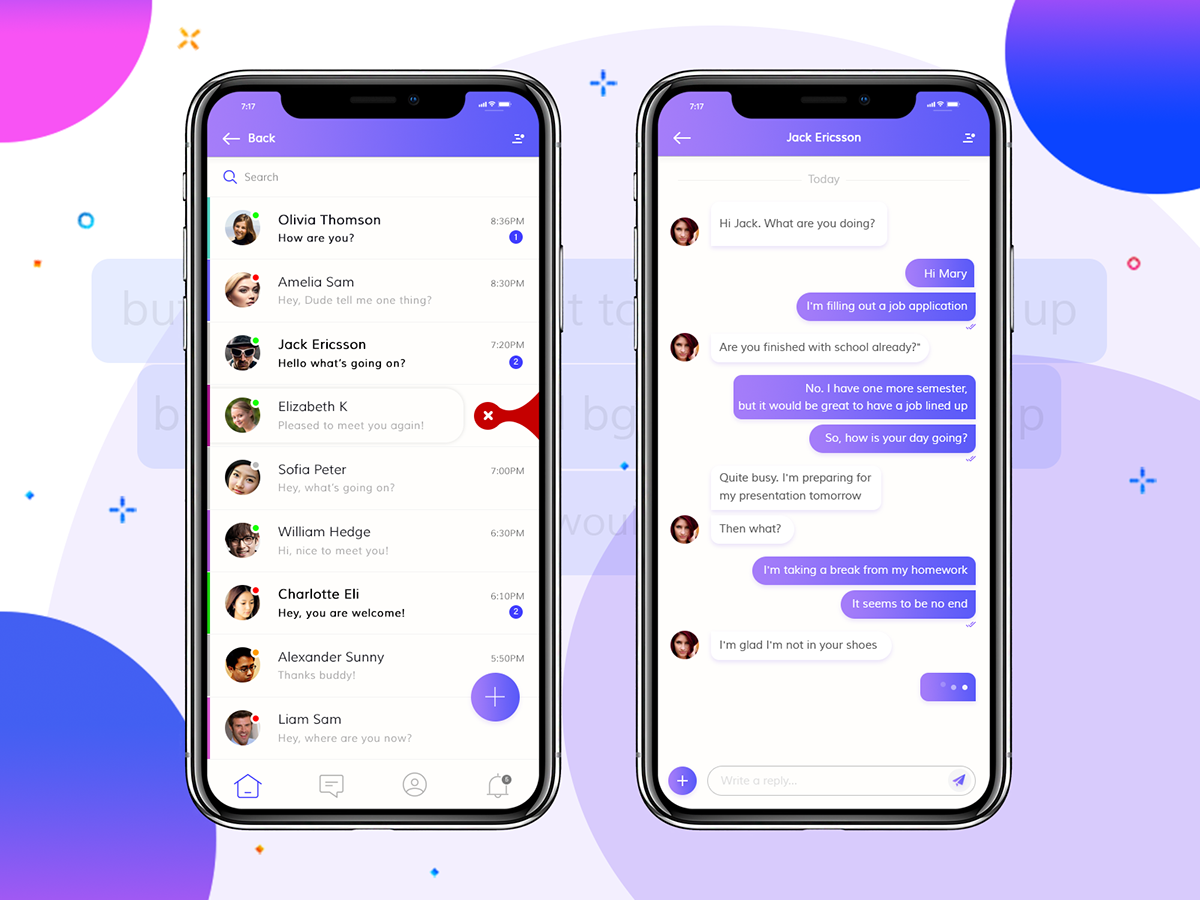 7:17
Back
Search
Olivia Thomson
8:36PM
How are you?
1
Amelia Sam
8:30PM
Hey, Dude tell me one thing?
Jack Ericsson
7:20PM
Hello what's going on?
2
Elizabeth K
Pleased to meet you again!
Sofia Peter
7:00PM
Hey, what's going on?
William Hedge
6:30PM
Hi, nice to meet you!
Charlotte Eli
6:10PM
Hey, you are welcome!
2
Alexander Sunny
5:50PM
Thanks buddy!
Liam Sam
Hey, where are you now?
7:17
Jack Ericsson
Today
Hi Jack. What are you doing?
Hi Mary
I'm filling out a job application
Are you finished with school already?"
No. I have one more semester,
but it would be great to have a job lined up
So, how is your day going?
Quite busy. I'm preparing for
my presentation tomorrow
Then what?
I'm taking a break from my homework
It seems to be no end
I'm glad I'm not in your shoes
Write a reply...
up